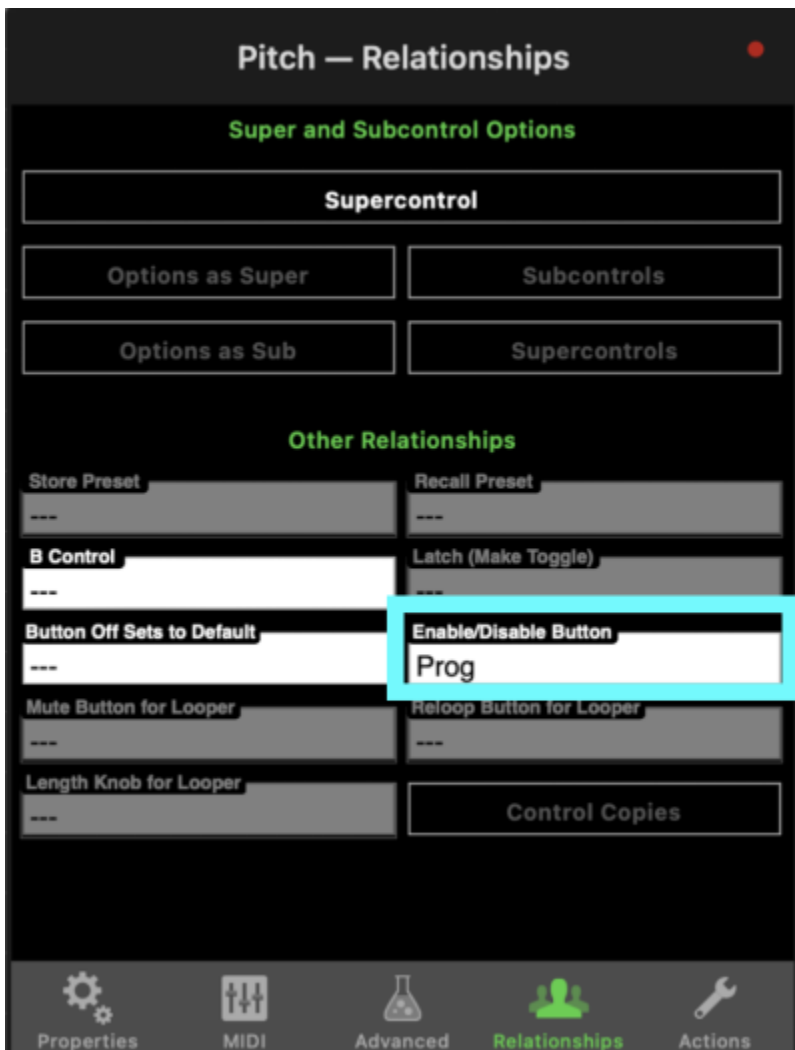 Pitch — Relationships
Super and Subcontrol Options
Supercontrol
Options as Super
Subcontrols
Options as Sub
Supercontrols
Other Relationships
Store Preset
Recall Preset
---
---
B Control
Latch (Make Toggle)
---
---
Button Off Sets to Default
Enable/Disable Button
---
Prog
Mute Button for Looper
Reloop Button for Looper
---
---
Length Knob for Looper
---
Control Copies
Properties
MIDI
Advanced
Relationships
Actions